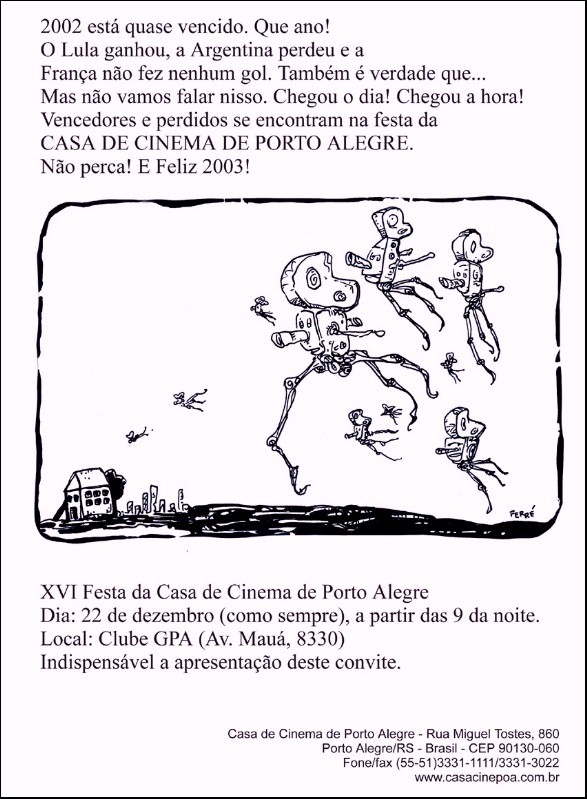 2002 está quase vencido. Que ano!
O Lula ganhou, a Argentina perdeu e a
França não fez nenhum gol. Também é verdade que...
Mas não vamos falar nisso. Chegou o dia! Chegou a hora!
Vencedores e perdidos se encontram na festa da
CASA DE CINEMA DE PORTO ALEGRE.
Não perca! E Feliz 2003!
FERRÉ
XVI Festa da Casa de Cinema de Porto Alegre
Dia: 22 de dezembro (como sempre), a partir das 9 da noite.
Local: Clube GPA (Av. Mauá, 8330)
Indispensável a apresentação deste convite.
Casa de Cinema de Porto Alegre - Rua Miguel Tostes, 860
Porto Alegre/RS - Brasil - CEP 90130-060
Fone/fax (55-51)3331-1111/3331-3022
www.casacinepoa.com.br